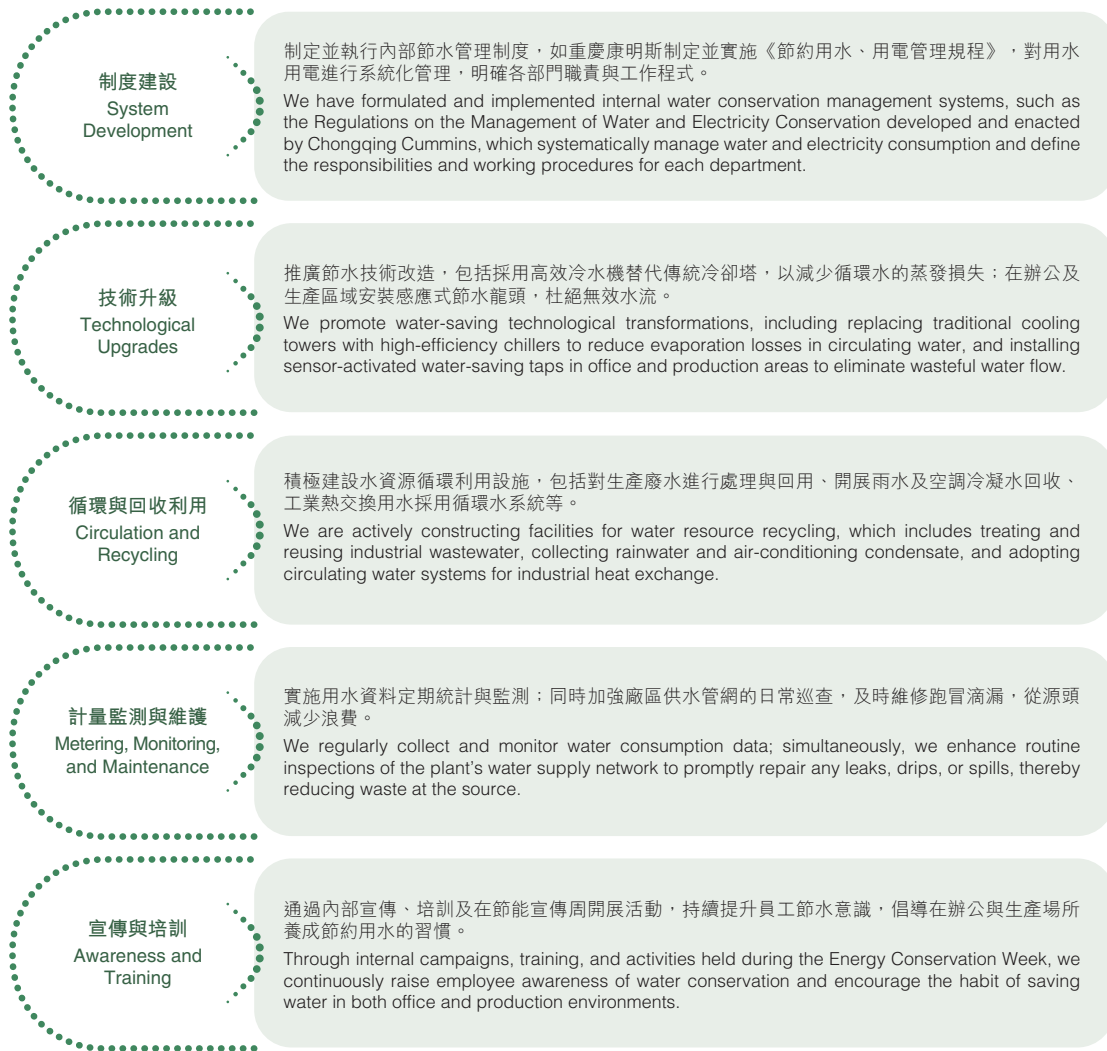 制度建設
System
Development
制定並執行內部節水管理制度，如重慶康明斯制定並實施《節約用水、用電管理規程》，對用水
用電進行系統化管理，明確各部門職責與工作程式。
We have formulated and implemented internal water conservation management systems, such as
the Regulations on the Management of Water and Electricity Conservation developed and enacted
by Chongqing Cummins, which systematically manage water and electricity consumption and define
the responsibilities and working procedures for each department.
技術升級
Technological
Upgrades
推廣節水技術改造，包括採用高效冷水機替代傳統冷卻塔，以減少循環水的蒸發損失；在辦公及
生產區域安裝感應式節水龍頭，杜絕無效水流。
We promote water-saving technological transformations, including replacing traditional cooling
towers with high-efficiency chillers to reduce evaporation losses in circulating water, and installing
sensor-activated water-saving taps in office and production areas to eliminate wasteful water flow.
循環與回收利用
Circulation and
Recycling
積極建設水資源循環利用設施，包括對生產廢水進行處理與回用、開展雨水及空調冷凝水回收、
工業熱交換用水採用循環水系統等。
We are actively constructing facilities for water resource recycling, which includes treating and
reusing industrial wastewater, collecting rainwater and air-conditioning condensate, and adopting
circulating water systems for industrial heat exchange.
計量監測與維護
Metering, Monitoring,
and Maintenance
實施用水資料定期統計與監測；同時加強廠區供水管網的日常巡查，及時維修跑冒滴漏，從源頭
減少浪費。
We regularly collect and monitor water consumption data; simultaneously, we enhance routine
inspections of the plant's water supply network to promptly repair any leaks, drips, or spills, thereby
reducing waste at the source.
宣傳與培訓
Awareness and
Training
通過內部宣傳、培訓及在節能宣傳周開展活動，持續提升員工節水意識，倡導在辦公與生產場所
養成節約用水的習慣。
Through internal campaigns, training, and activities held during the Energy Conservation Week, we
continuously raise employee awareness of water conservation and encourage the habit of saving
water in both office and production environments.